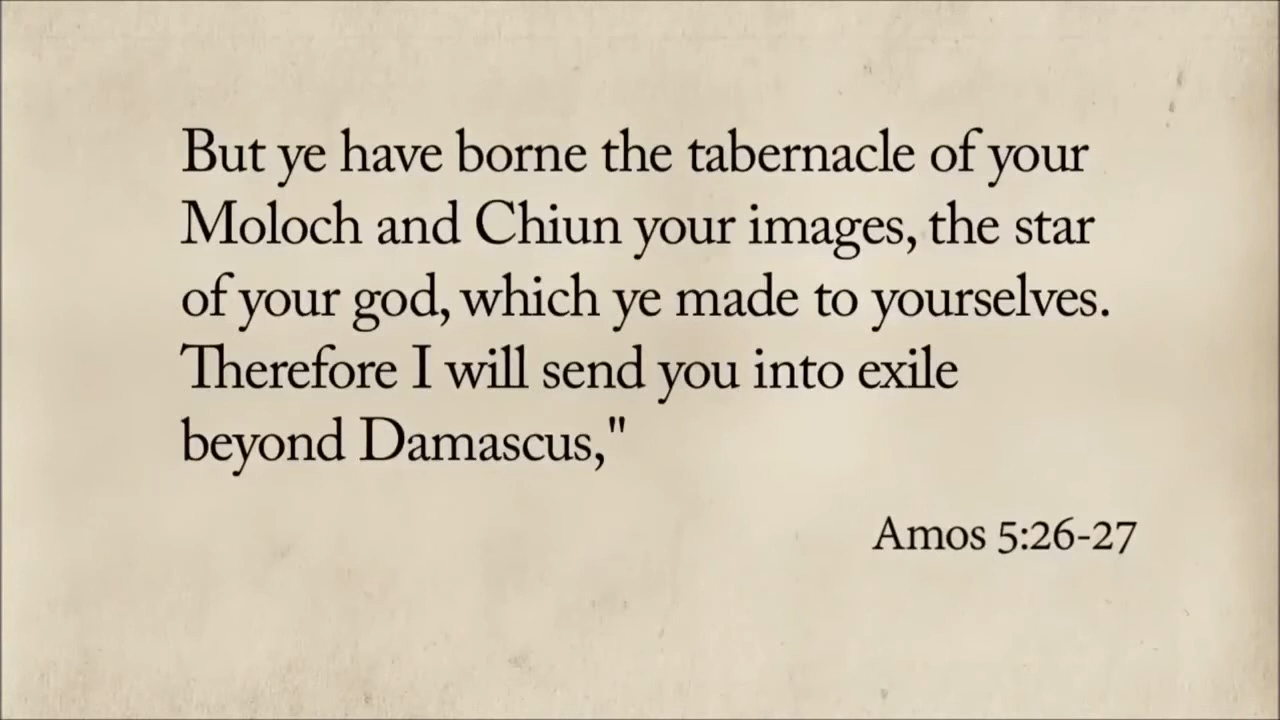 But ye have borne the tabernacle of your
Moloch and Chiun your images, the star
of your god, which ye made to yourselves.
Therefore I will send you into exile
beyond Damascus,"
Amos 5:26-27